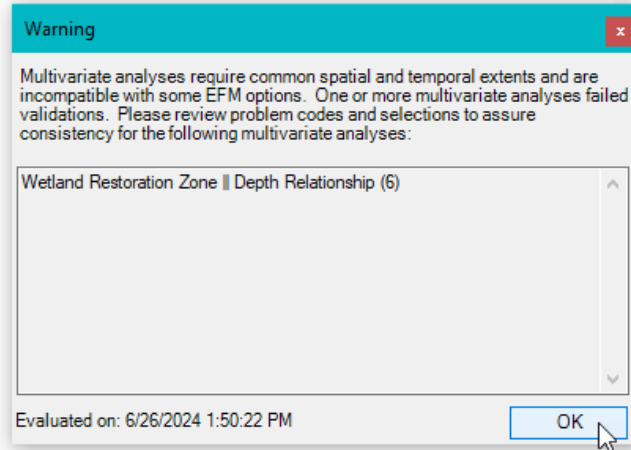 Warning
x
Multivariate analyses require common spatial and temporal extents and are
incompatible with some EFM options.  One or more multivariate analyses failed
validations.  Please review problem codes and selections to assure
consistency for the following multivariate analyses:
Wetland Restoration Zone || Depth Relationship (6)
Evaluated on: 6/26/2024 1:50:22 PM
OK